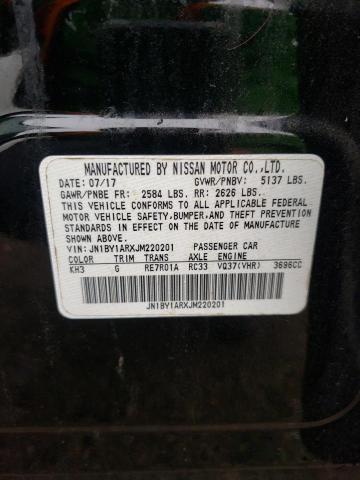 MANUFACTURED BY NISSAN MOTOR CO.,LTD.
DATE: 07/17 GVWR/PNBV: 5137 LBS.
GAWR/PNBE FR: 2584 LBS. RR: 2626 LBS.
THIS VEHICLE CONFORMS TO ALL APPLICABLE FEDERAL
MOTOR VEHICLE SAFETY,BUMPER,AND THEFT PREVENTION
STANDARDS IN EFFECT ON THE DATE OF MANUFACTURE
SHOWN ABOVE.
VIN: JN1BY1ARXJM220201 PASSENGER CAR
COLOR TRIM TRANS AXLE ENGINE
KH3 G RE7R01A RC33 VQ37(VHR) 3696CC
JN1BY1ARXJM220201